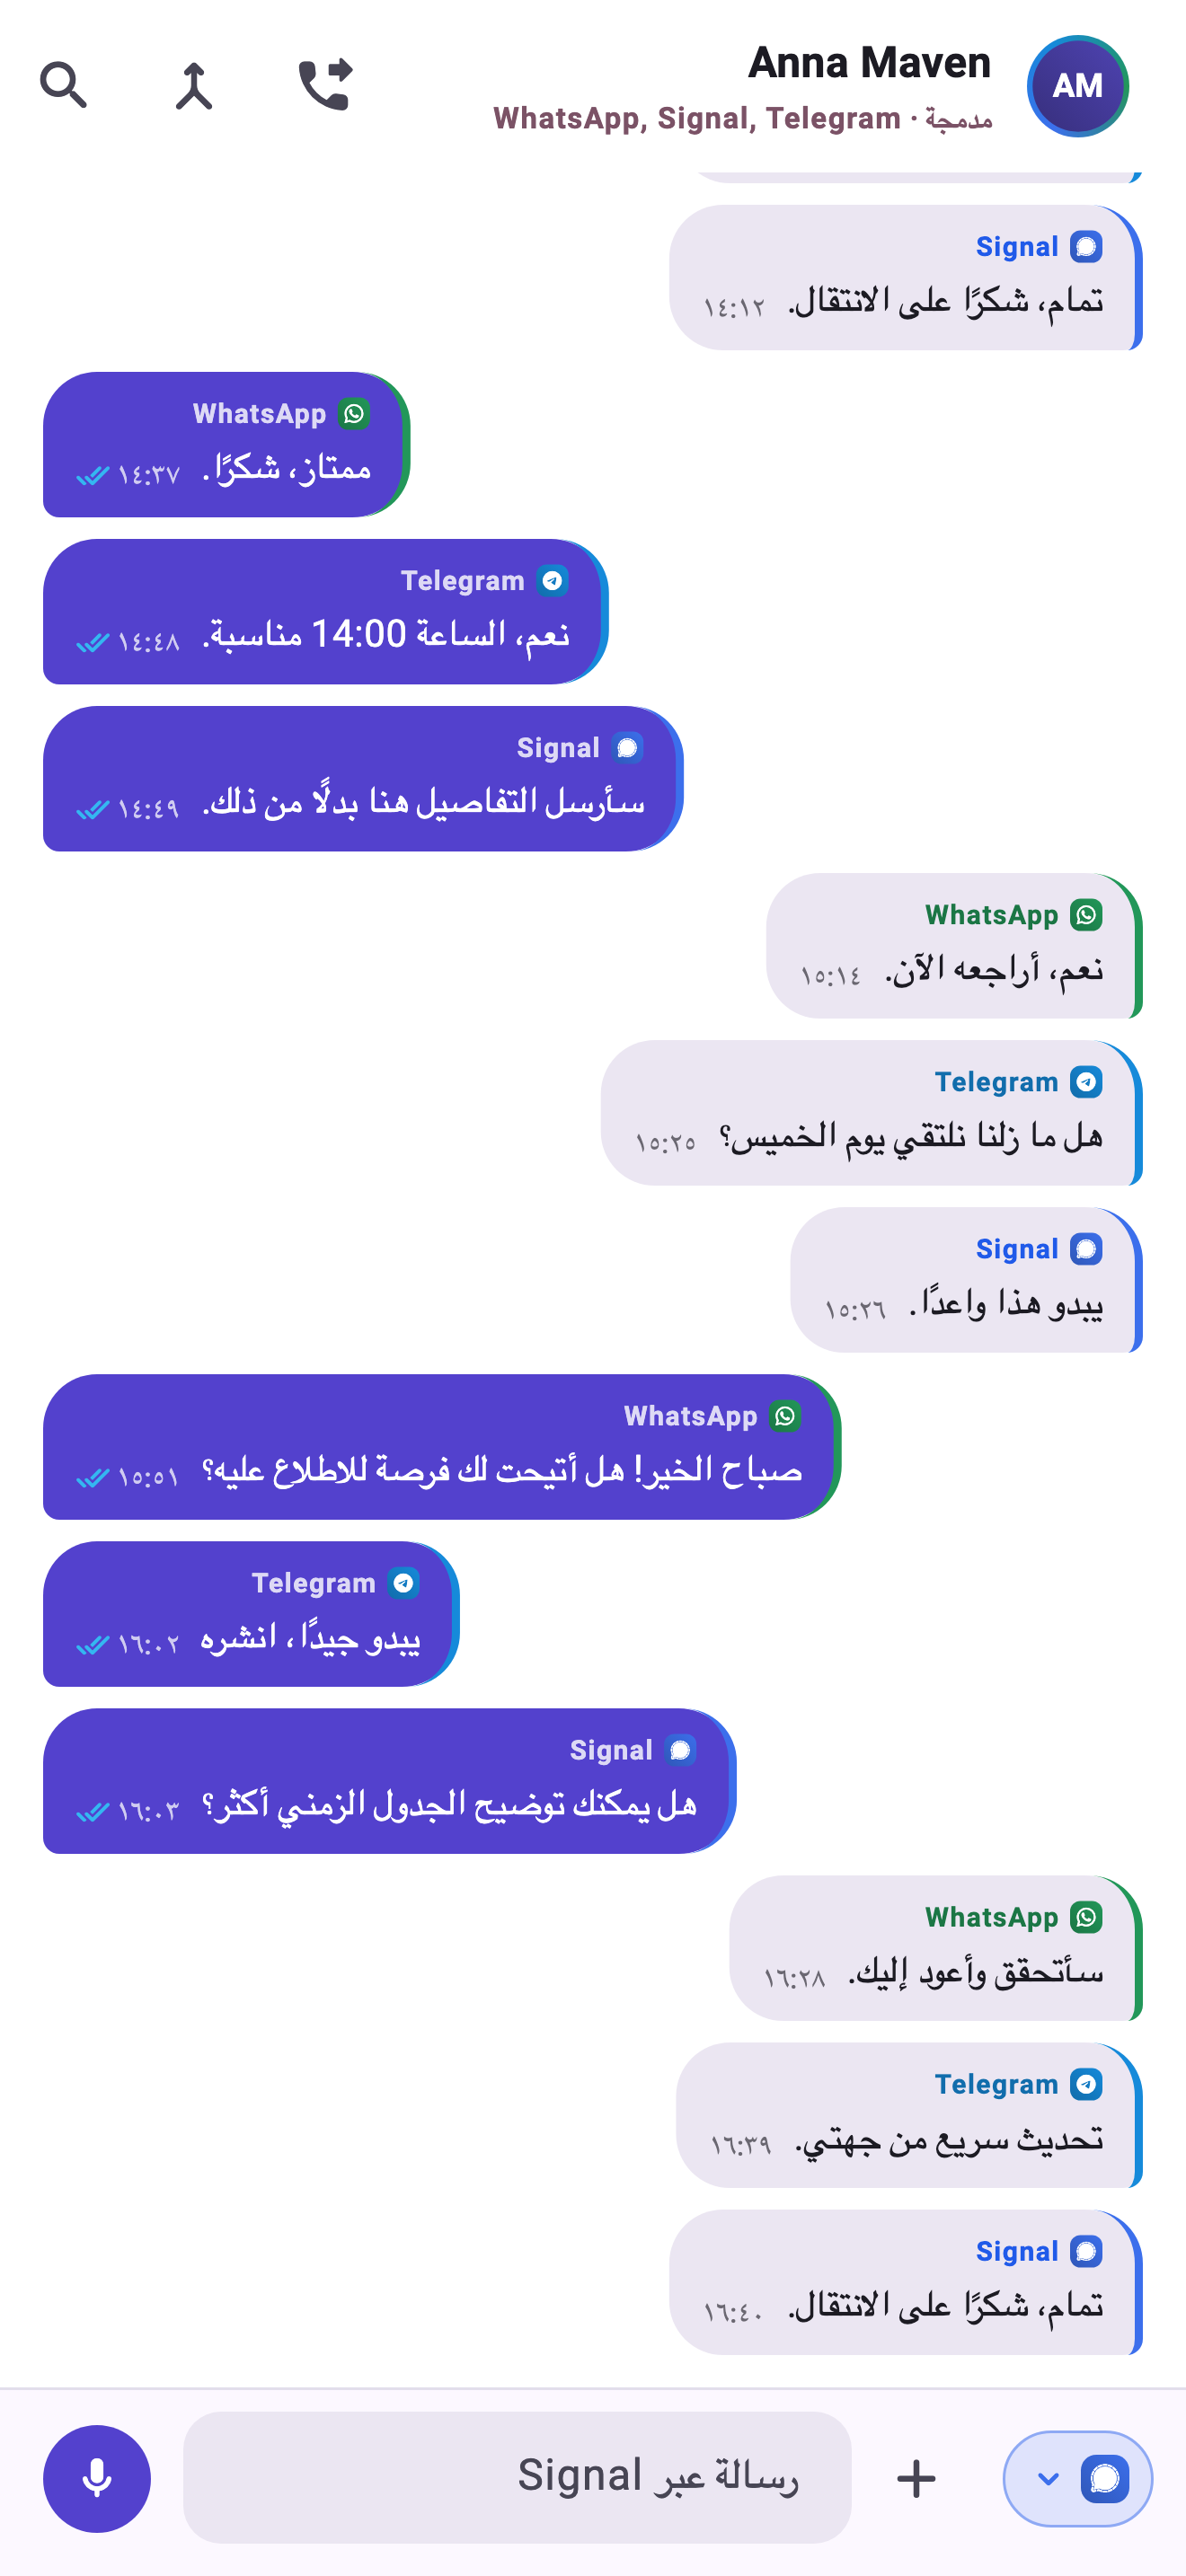 AM
Anna Maven
مدمجة · WhatsApp, Signal, Telegram
Signal
تمام، شكرًا على الانتقال. ١٤:١٢
WhatsApp
ممتاز، شكرًا. ١٤:٣٧
Telegram
نعم، الساعة 14:00 مناسبة. ١٤:٤٨
Signal
سأرسل التفاصيل هنا بدلًا من ذلك. ١٤:٤٩
WhatsApp
نعم، أراجعه الآن. ١٥:١٤
Telegram
هل ما زلنا نلتقي يوم الخميس؟ ١٥:٢٥
Signal
يبدو هذا واعدًا. ١٥:٢٦
WhatsApp
صباح الخير! هل أتيحت لك فرصة للاطلاع عليه؟ ١٥:٥١
Telegram
يبدو جيدًا، انشره ١٦:٠٢
Signal
هل يمكنك توضيح الجدول الزمني أكثر؟ ١٦:٠٣
WhatsApp
سأتحقق وأعود إليك. ١٦:٢٨
Telegram
تحديث سريع من جهتي. ١٦:٣٩
Signal
تمام، شكرًا على الانتقال. ١٦:٤٠
رسالة عبر Signal